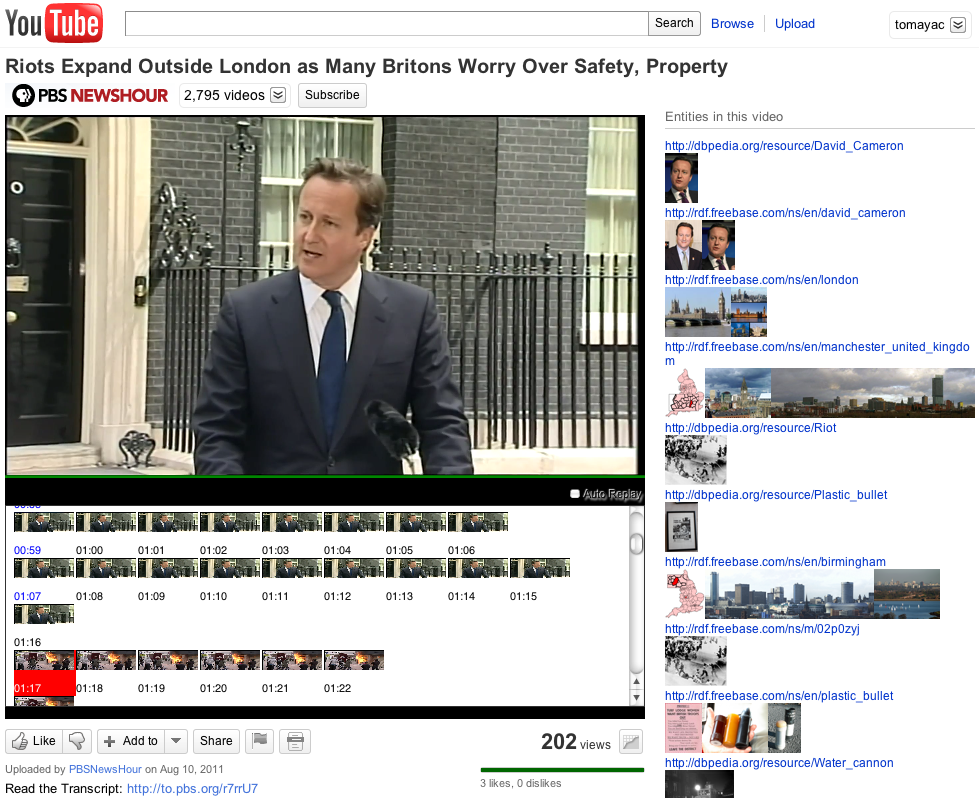 You Tube
Search
Browse
Upload
tomayac
Riots Expand Outside London as Many Britons Worry Over Safety, Property
PBS NEWSHOUR
2,795 videos
Subscribe
Entities in this video
http://dbpedia.org/resource/David_Cameron
http://rdf.freebase.com/ns/en/david_cameron
http://rdf.freebase.com/ns/en/london
http://rdf.freebase.com/ns/en/manchester_united_kingdo
m
http://dbpedia.org/resource/Riot
http://dbpedia.org/resource/Plastic_bullet
http://rdf.freebase.com/ns/en/birmingham
http://rdf.freebase.com/ns/m/02p0zyj
http://rdf.freebase.com/ns/en/plastic_bullet
http://dbpedia.org/resource/Water_cannon
Auto Replay
00:59 01:00 01:01 01:02 01:03 01:04 01:05 01:06
01:07 01:08 01:09 01:10 01:11 01:12 01:13 01:14 01:15
01:16
01:17 01:18 01:19 01:20 01:21 01:22
Like
Add to
Share
202 views
Uploaded by PBSNewsHour on Aug 10, 2011
3 likes, 0 dislikes
Read the Transcript: http://to.pbs.org/r7rrU7